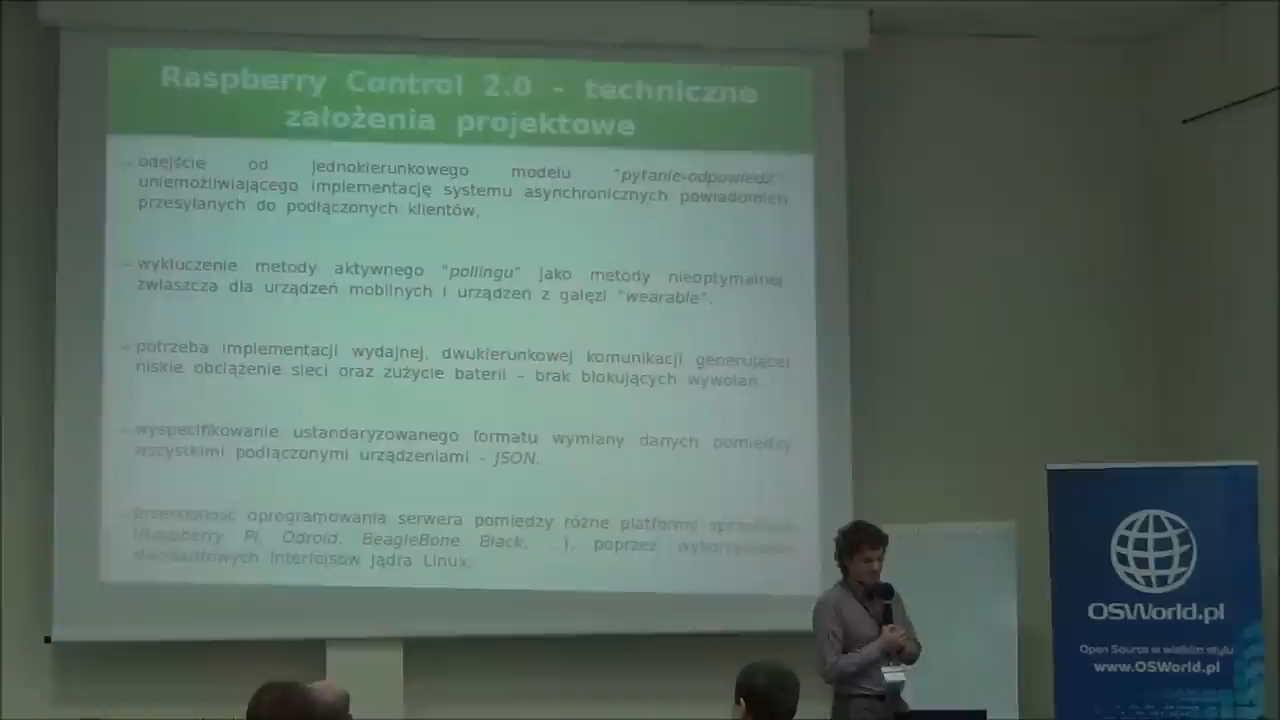 Raspberry Control 2.0 - techniczne
założenia projektowe
– odejście od jednokierunkowego modelu "pytanie-odpowiedź"
uniemożliwiającego implementację systemu asynchronicznych powiadomień
przesyłanych do podłączonych klientów,
– wykluczenie metody aktywnego "pollingu" jako metody nieoptymalnej
zwłaszcza dla urządzeń mobilnych i urządzeń z gałęzi "wearable",
– potrzeba implementacji wydajnej, dwukierunkowej komunikacji generującej
niskie obciążenie sieci oraz zużycie baterii – brak blokujących wywołań,
– wyspecifikowanie ustandaryzowanego formatu wymiany danych pomiędzy
wszystkimi podłączonymi urządzeniami - JSON,
– przenośność oprogramowania serwera pomiędzy różne platformy
(Raspberry Pi, Odroid, BeagleBone Black, ...), poprzez
standardowych interfejsów jądra Linux.
OSWorld.pl
Open Source w wielkim stylu
www.OSWorld.pl